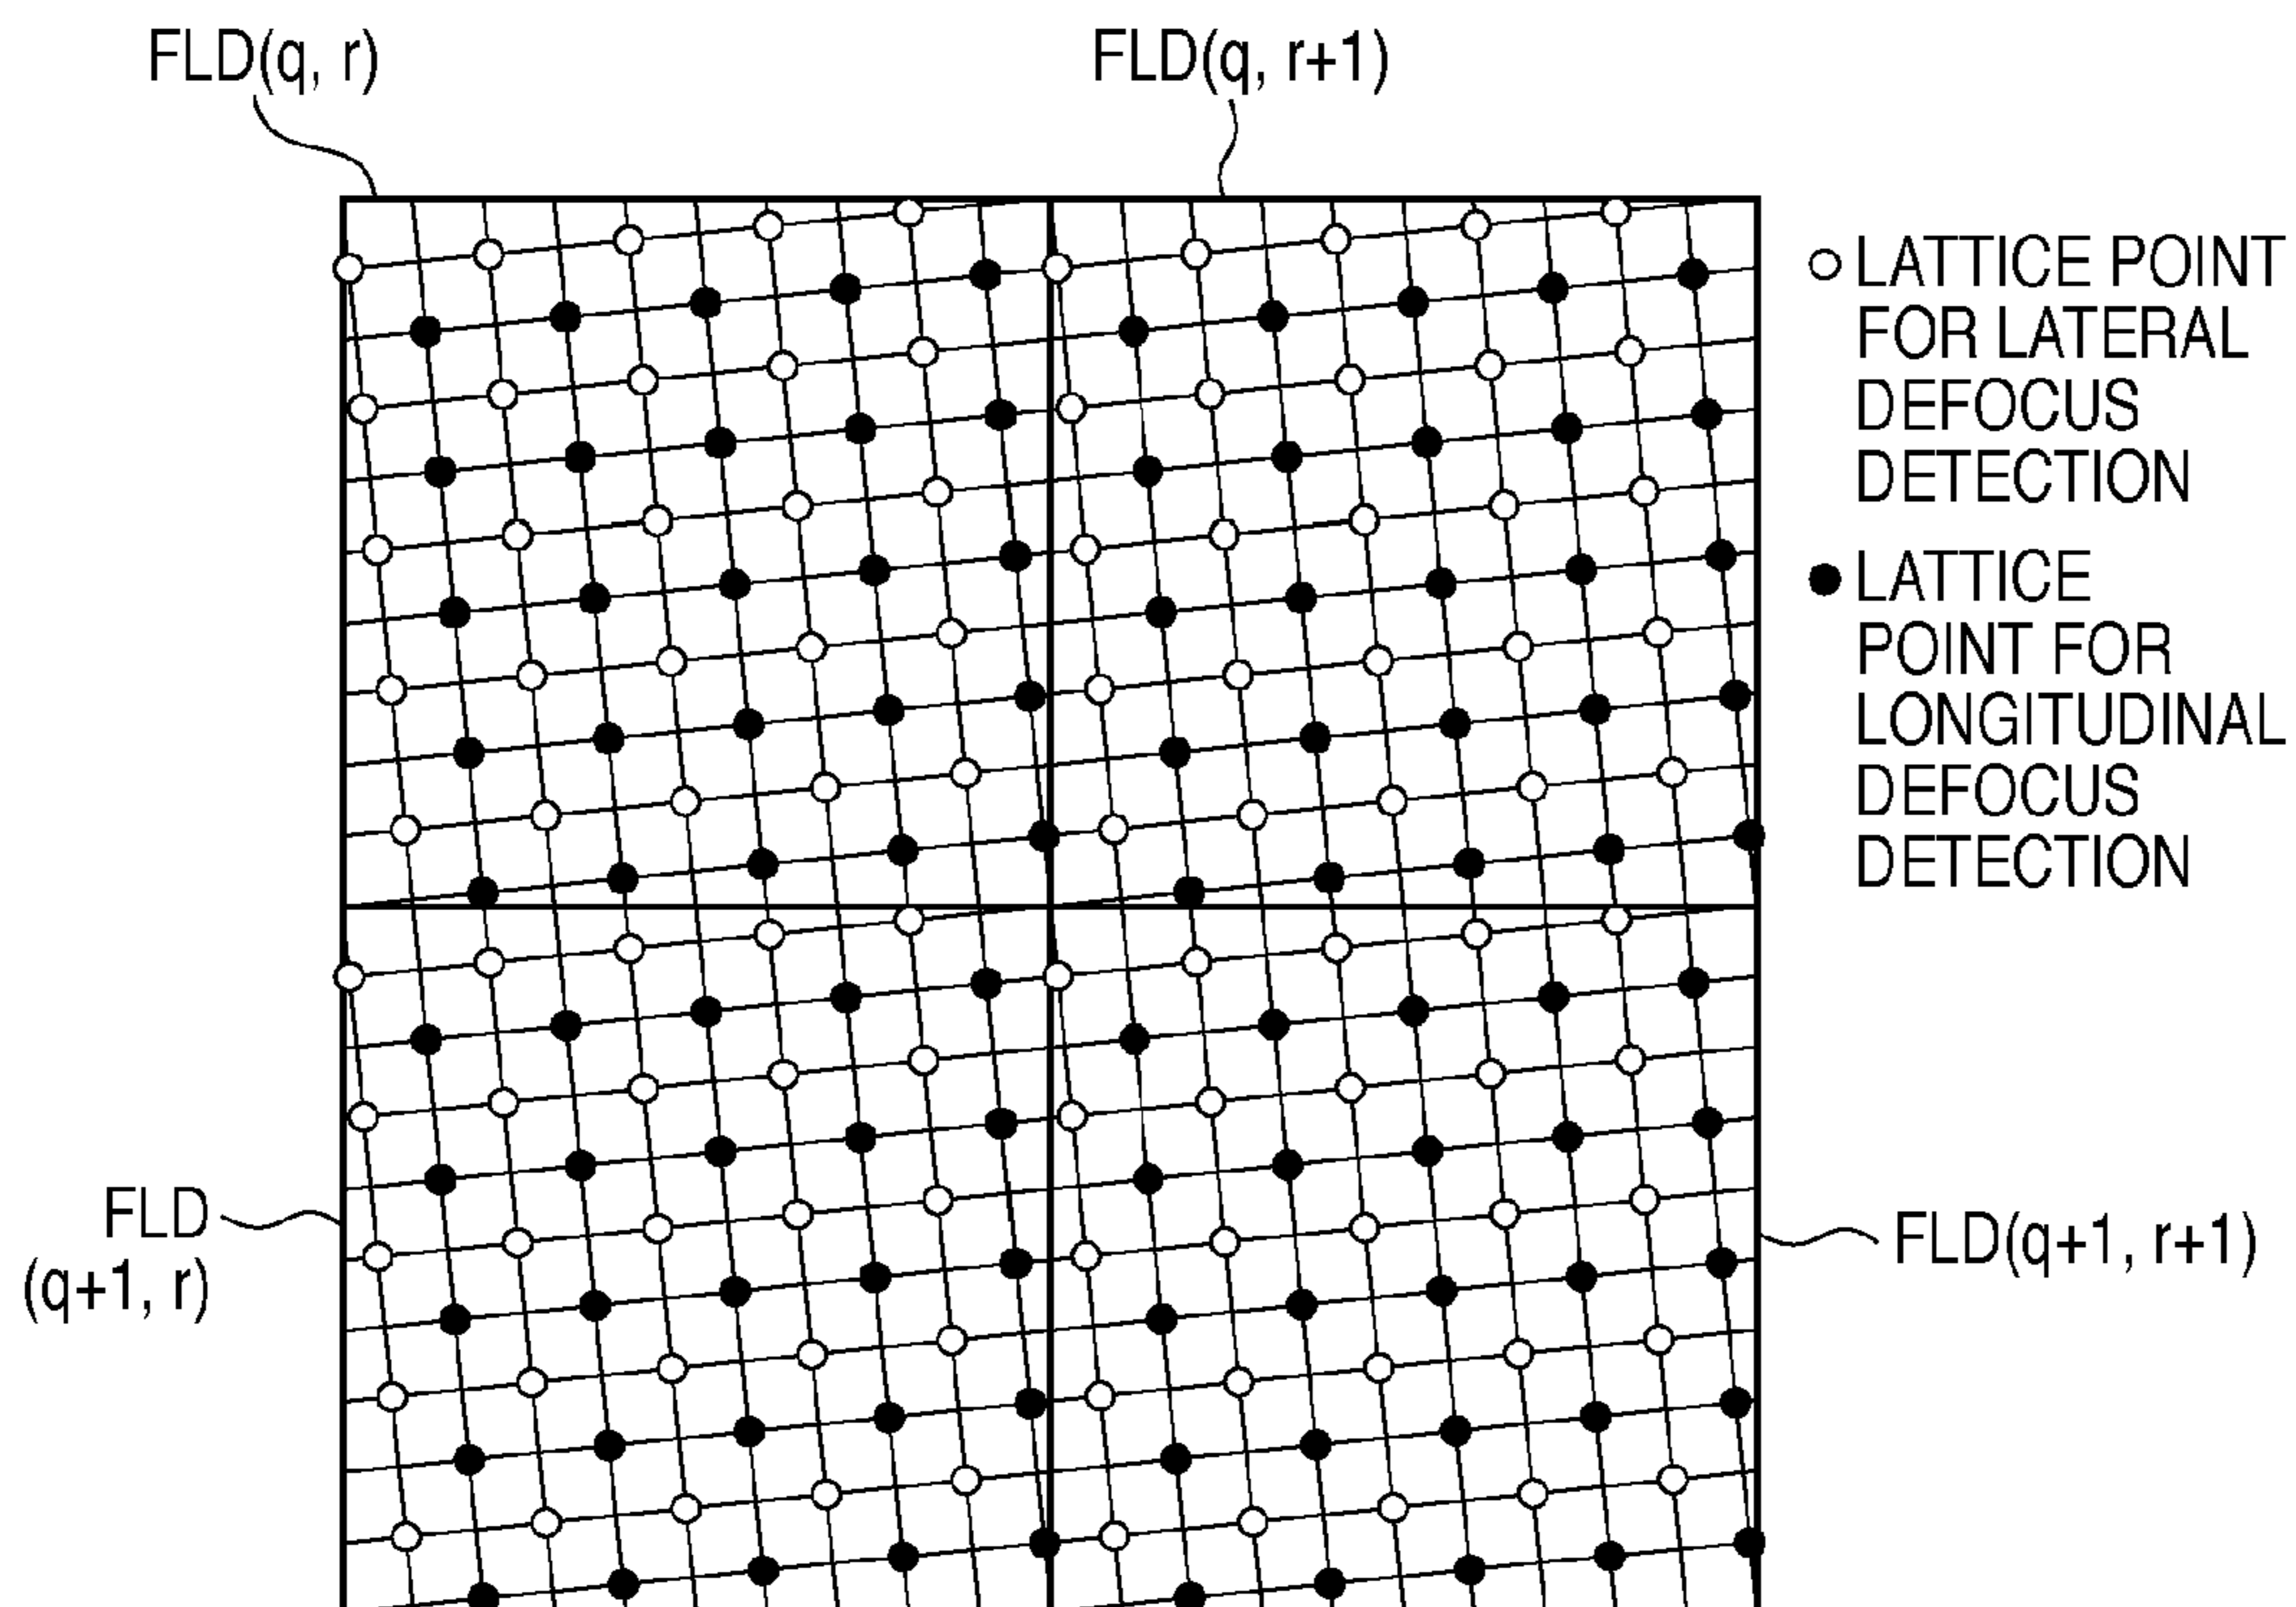 FLD(q, r)
FLD(q, r+1)
LATTICE POINT
FOR LATERAL
DEFOCUS
DETECTION
LATTICE
POINT FOR
LONGITUDINAL
DEFOCUS
DETECTION
FLD
(q+1, r)
FLD(q+1, r+1)